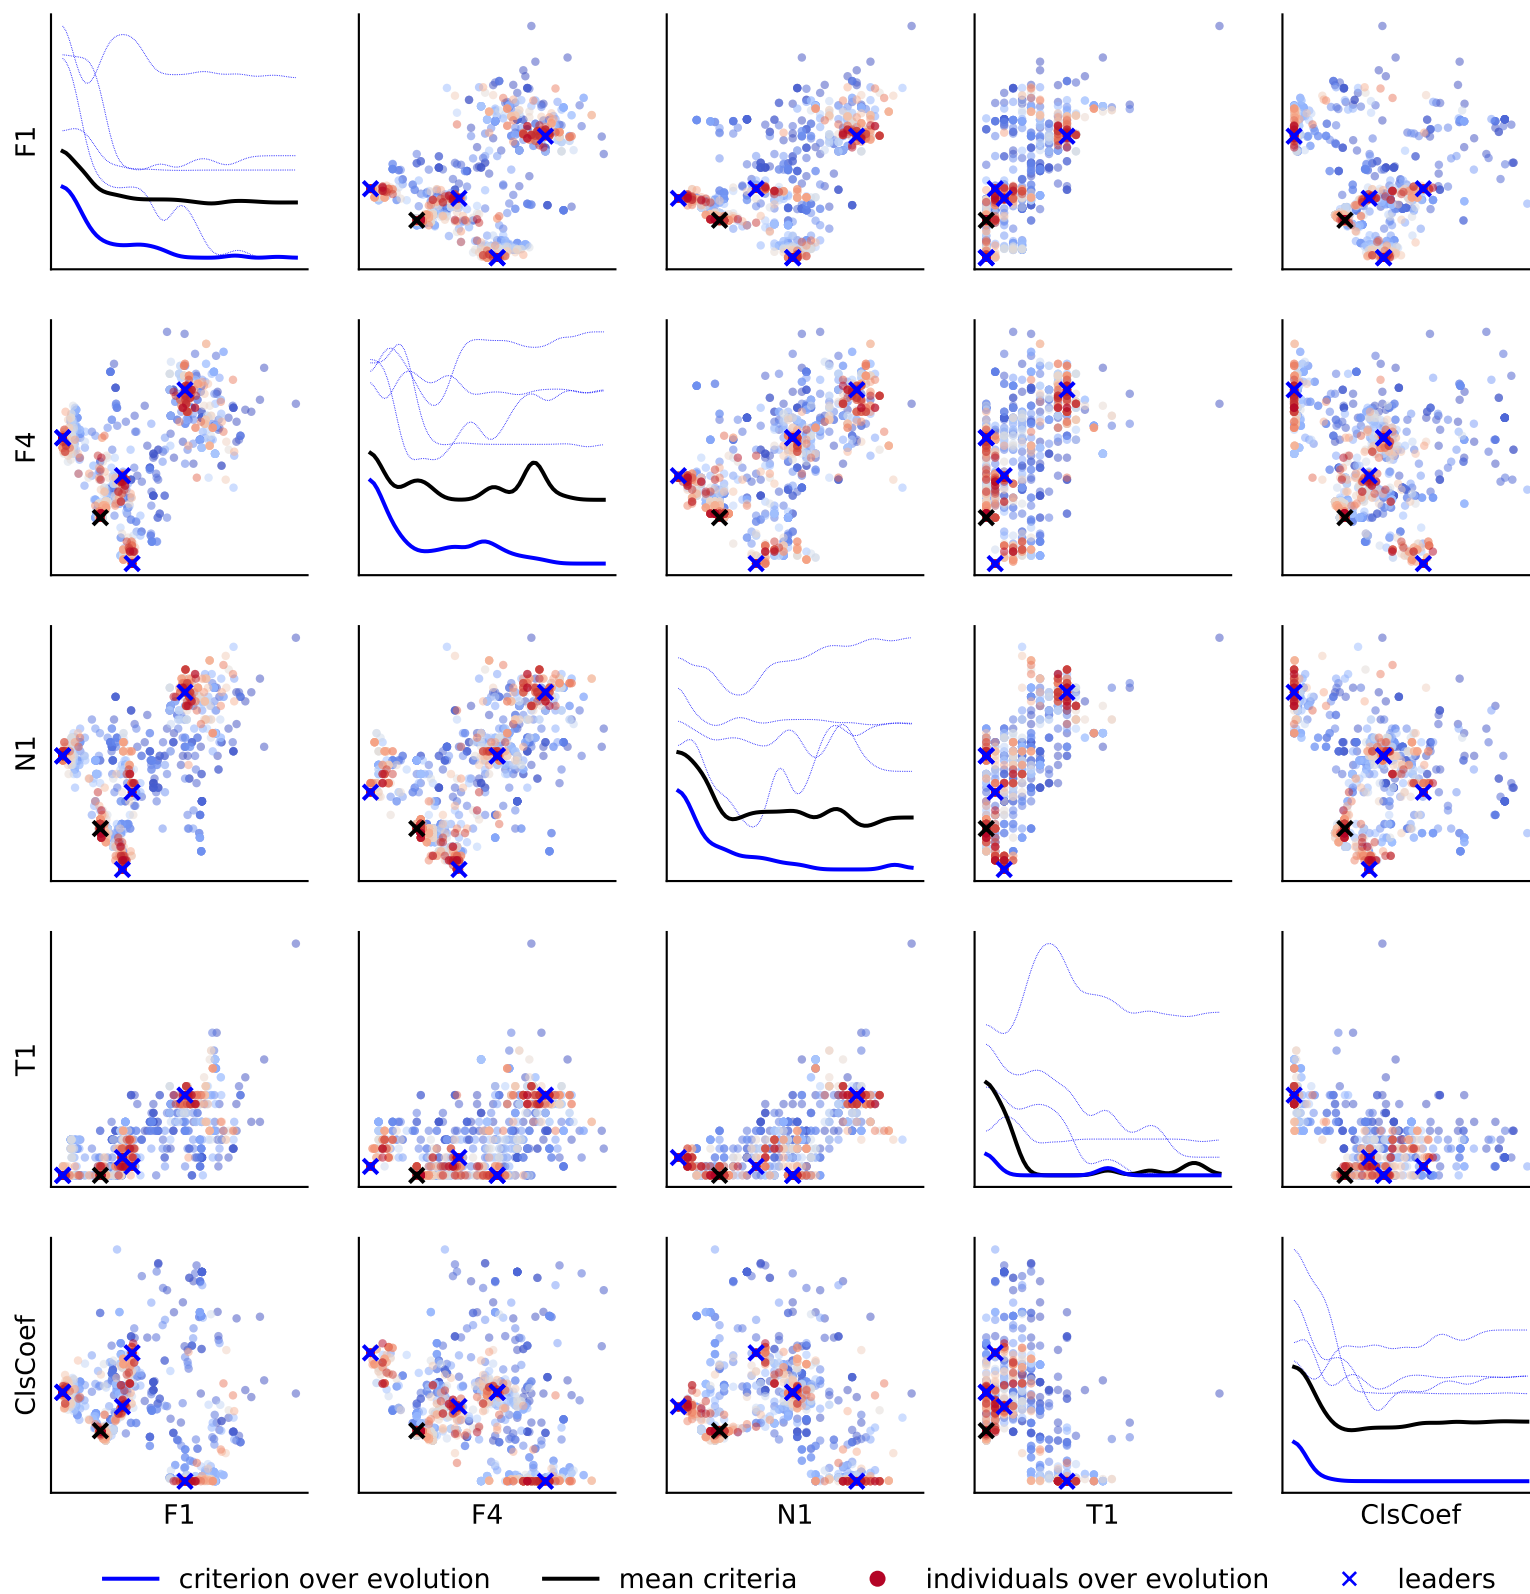 F1
F4
N1
T1
ClsCoef
F1 F4 N1 T1 ClsCoef
criterion over evolution mean criteria individuals over evolution leaders